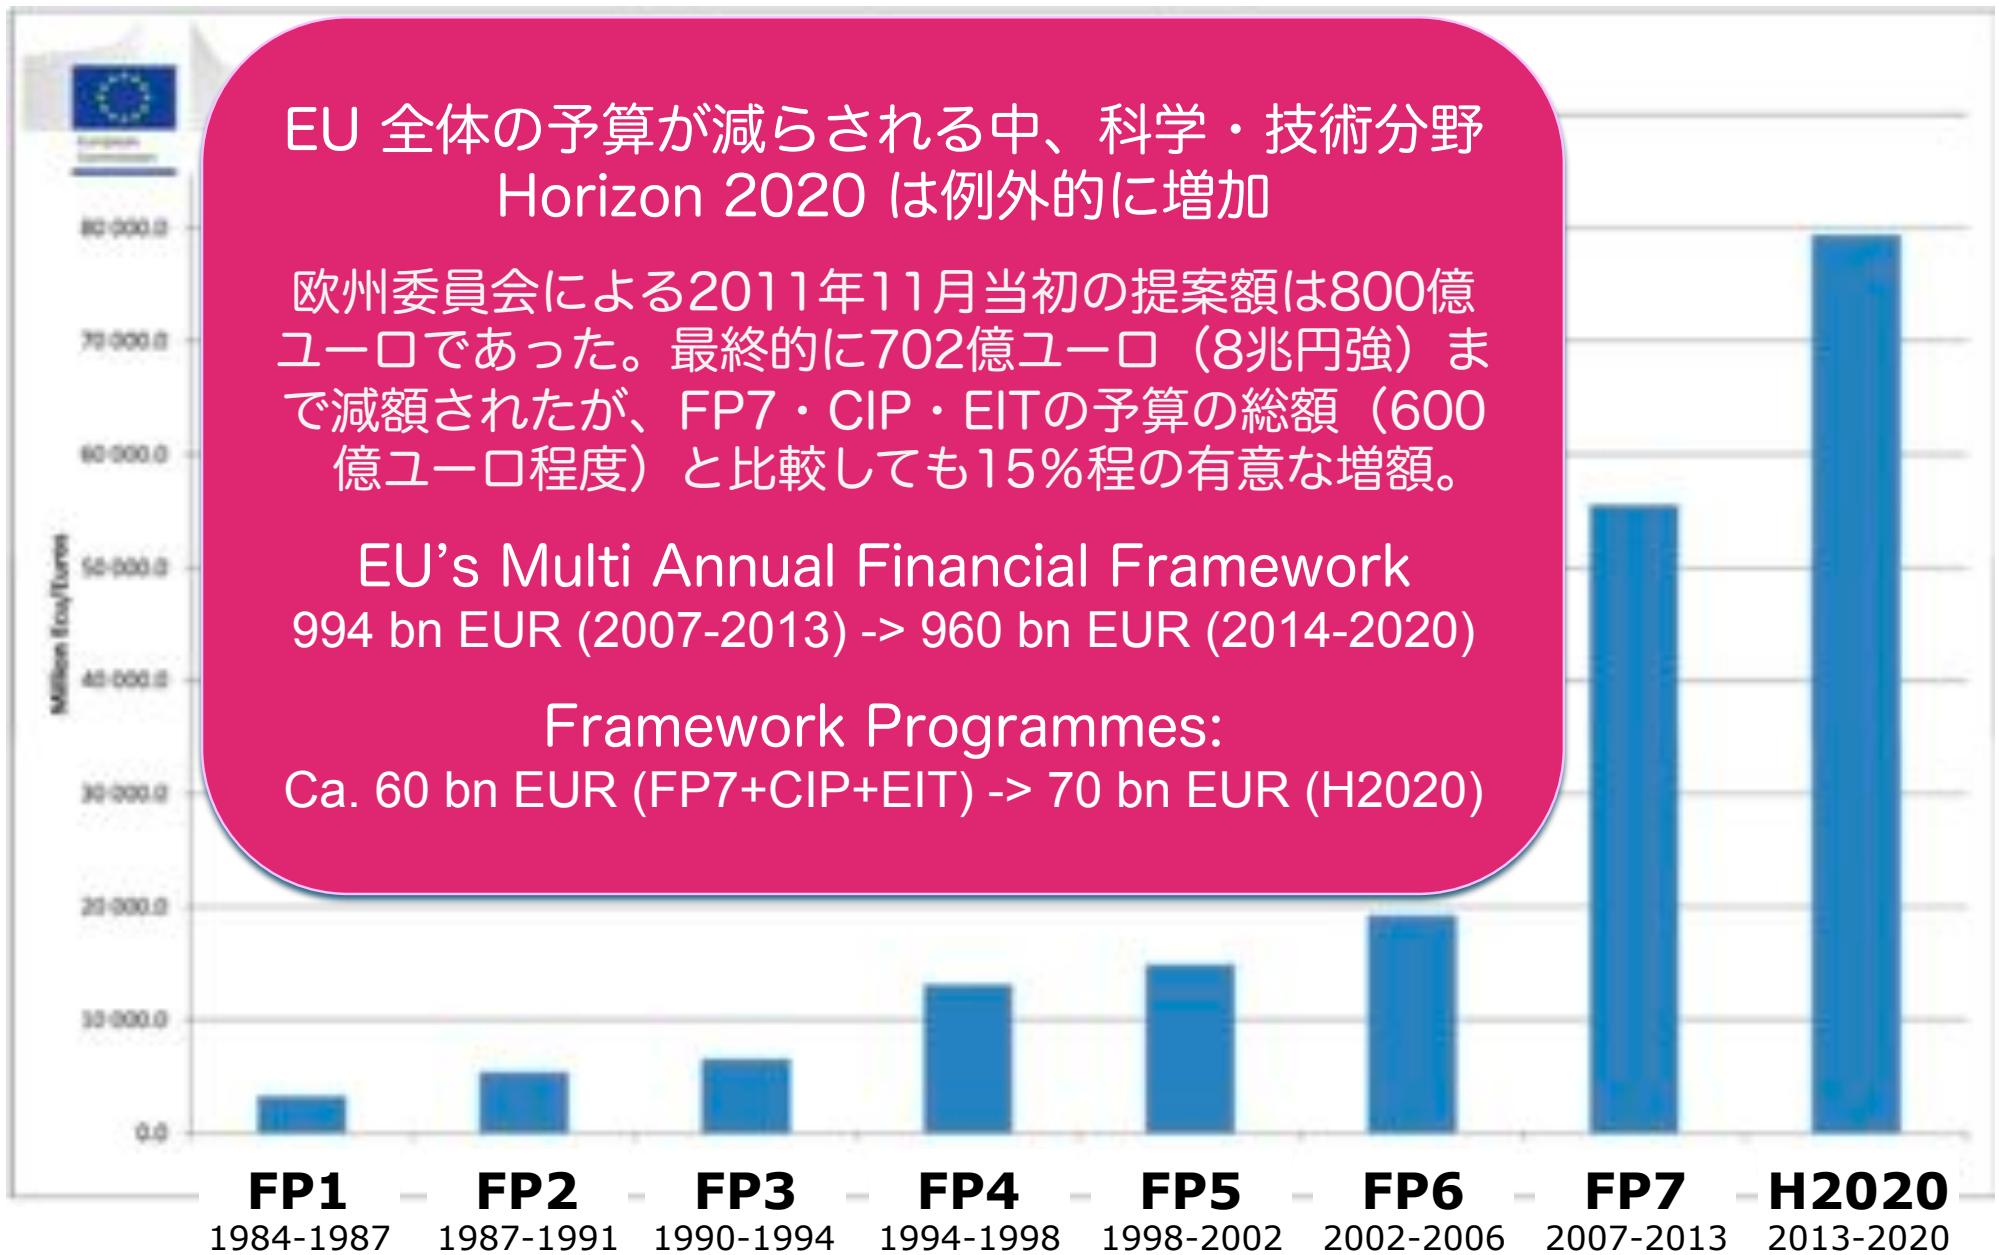 European
Commission
EU 全体の予算が減らされる中、科学・技術分野
Horizon 2020 は例外的に増加
欧州委員会による2011年11月当初の提案額は800億
ユーロであった。最終的に702億ユーロ（8兆円強）ま
で減額されたが、FP7・CIP・EITの予算の総額（600
億ユーロ程度）と比較しても15%程の有意な増額。
EU’s Multi Annual Financial Framework
994 bn EUR (2007-2013) -> 960 bn EUR (2014-2020)
Framework Programmes:
Ca. 60 bn EUR (FP7+CIP+EIT) -> 70 bn EUR (H2020)
Million Ecu/Euros
80 000.0
70 000.0
60 000.0
50 000.0
40 000.0
30 000.0
20 000.0
10 000.0
0.0
FP1 FP2 FP3 FP4 FP5 FP6 FP7 H2020
1984-1987 1987-1991 1990-1994 1994-1998 1998-2002 2002-2006 2007-2013 2013-2020